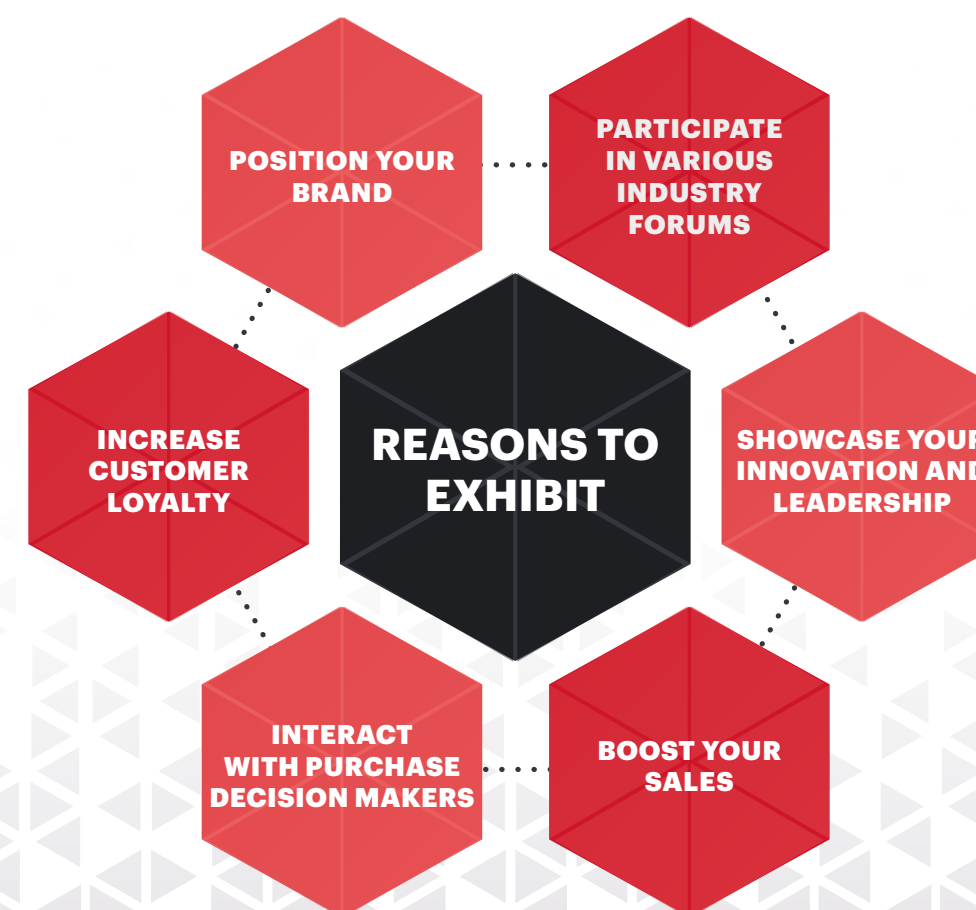 POSITION YOUR
BRAND
PARTICIPATE
IN VARIOUS
INDUSTRY
FORUMS
INCREASE
CUSTOMER
LOYALTY
REASONS TO
EXHIBIT
SHOWCASE YOUR
INNOVATION AND
LEADERSHIP
INTERACT
WITH PURCHASE
DECISION MAKERS
BOOST YOUR
SALES